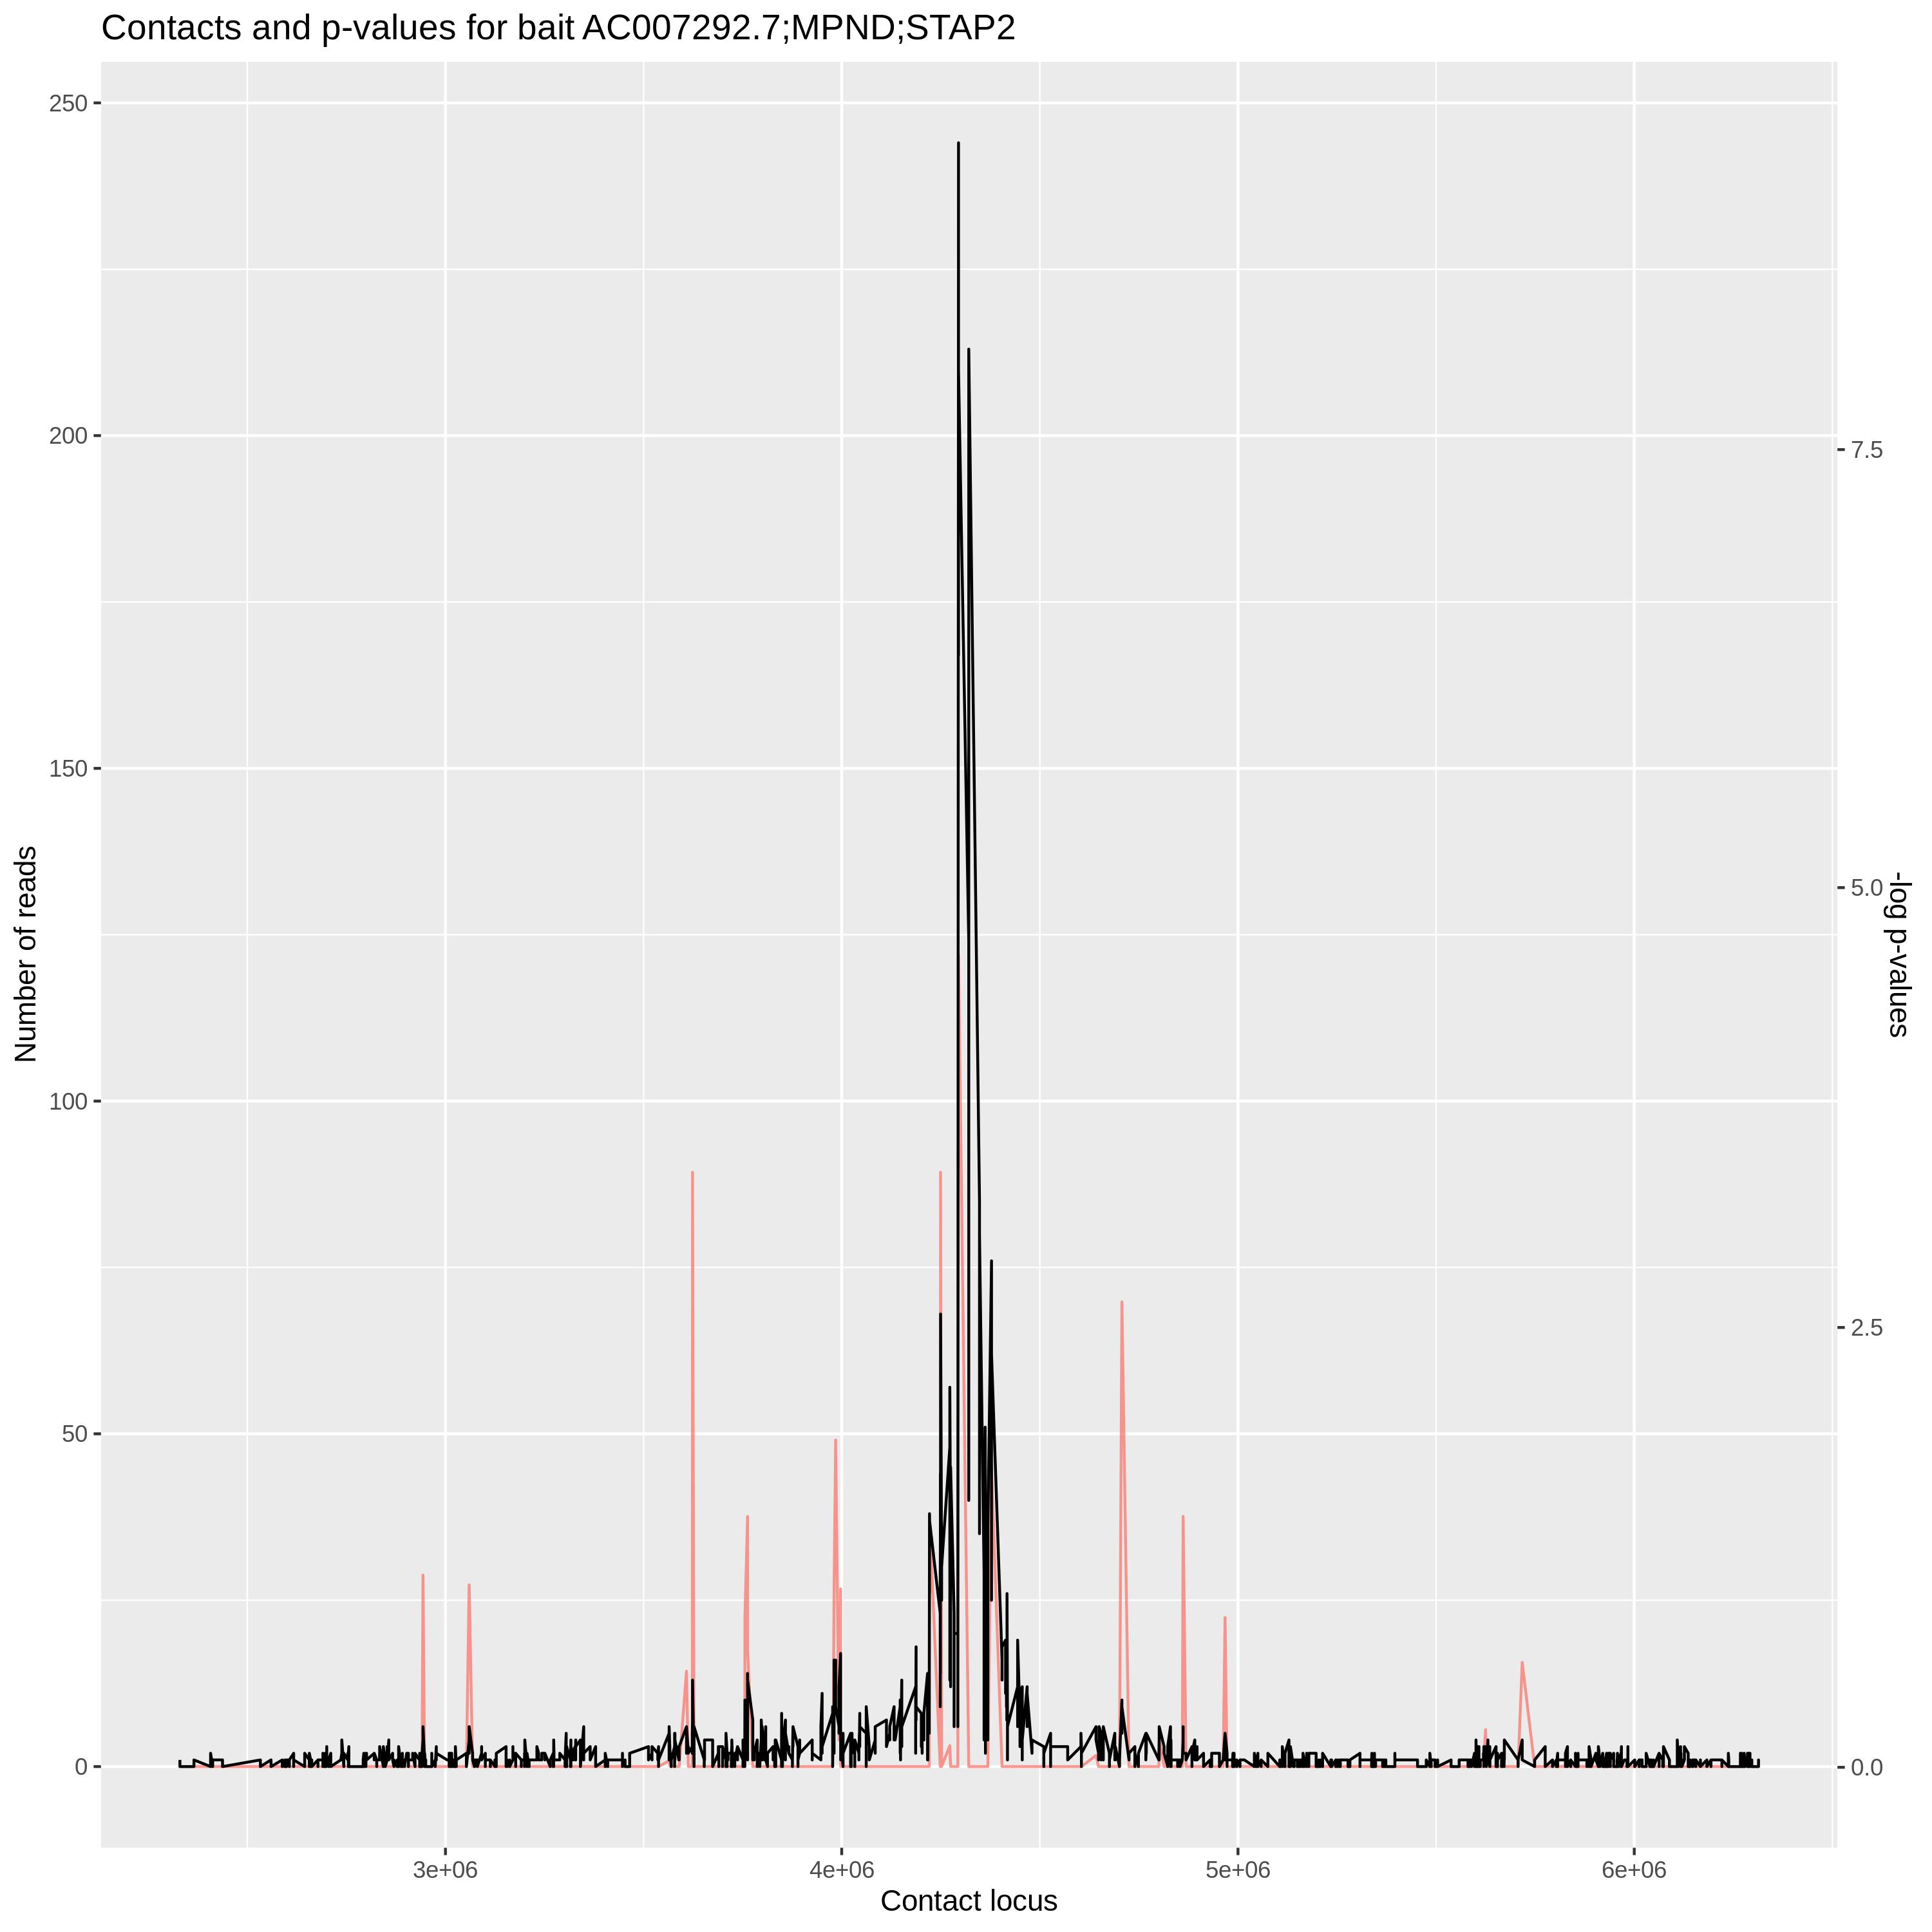 Contacts and p-values for bait AC007292.7;MPND;STAP2
250
200
150
100
50
0
Number of reads
7.5
5.0
2.5
0.0
-log p-values
3e+06
4e+06
5e+06
6e+06
Contact locus